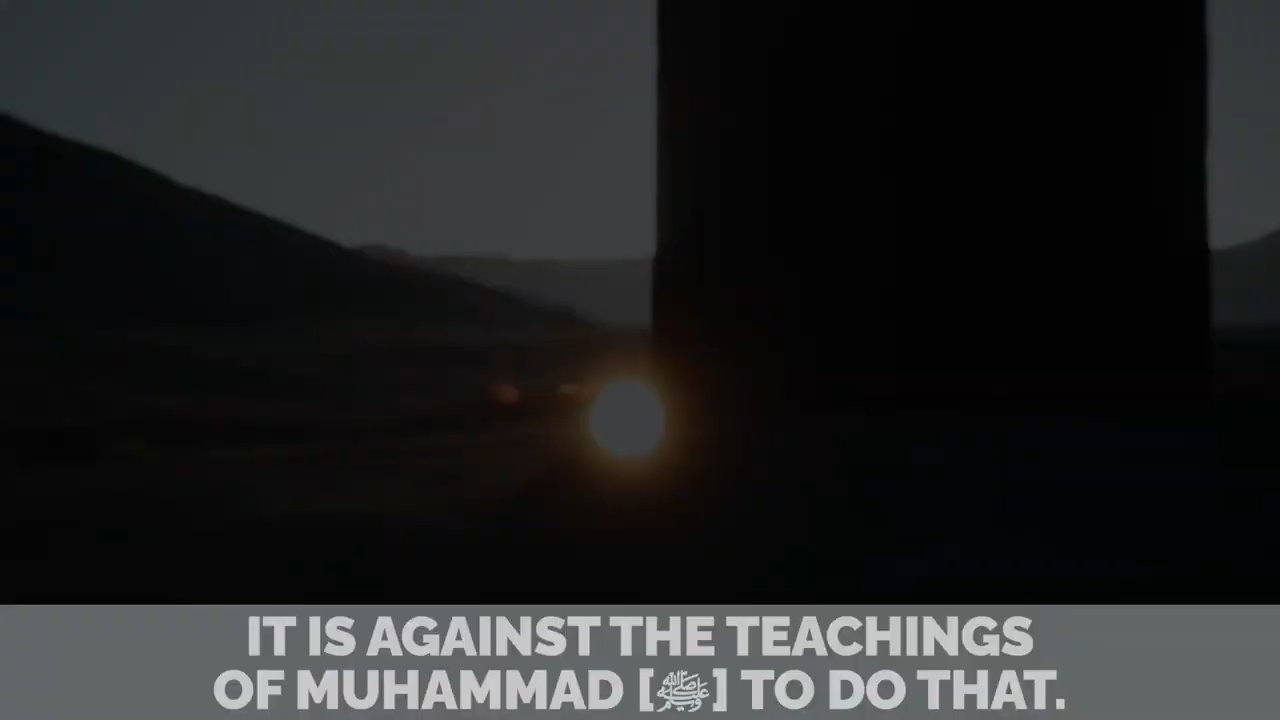 IT IS AGAINST THE TEACHINGS
OF MUHAMMAD [ﷺ] TO DO THAT.